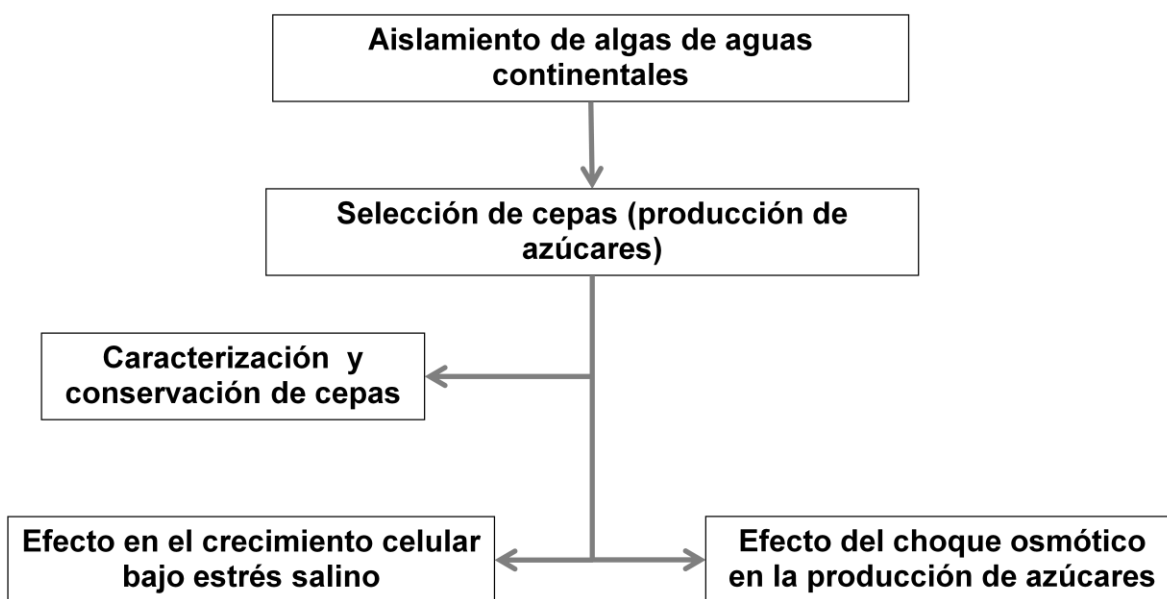 Aislamiento de algas de aguas
continentales
Selección de cepas (producción de
azúcares)
Caracterización y
conservación de cepas
Efecto en el crecimiento celular
bajo estrés salino
Efecto del choque osmótico
en la producción de azúcares